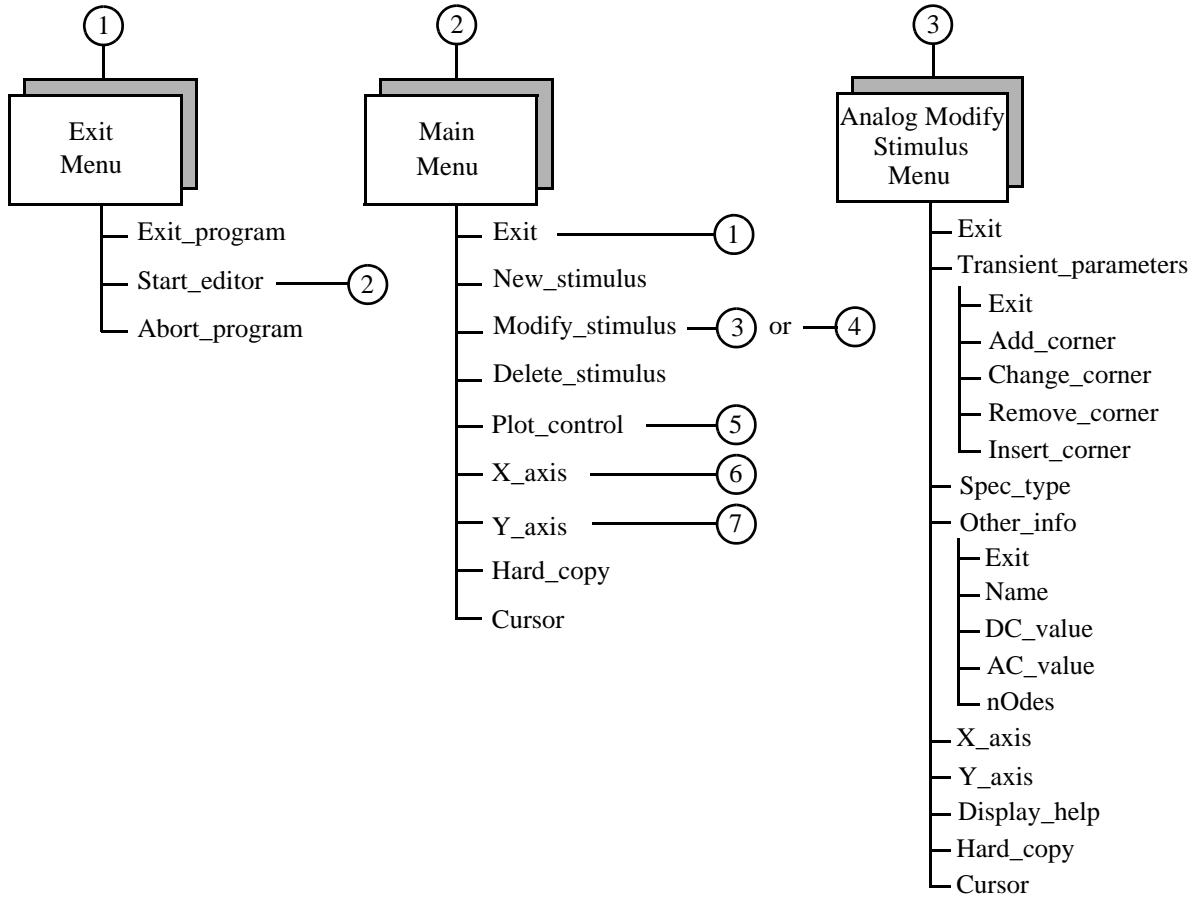 1
Exit
Menu
Exit_program
Start_editor 2
Abort_program
2
Main
Menu
Exit 1
New_stimulus
Modify_stimulus 3 or 4
Delete_stimulus
Plot_control 5
X_axis 6
Y_axis 7
Hard_copy
Cursor
3
Analog Modify
Stimulus
Menu
Exit
Transient_parameters
Exit
Add_corner
Change_corner
Remove_corner
Insert_corner
Spec_type
Other_info
Exit
Name
DC_value
AC_value
nOdes
X_axis
Y_axis
Display_help
Hard_copy
Cursor